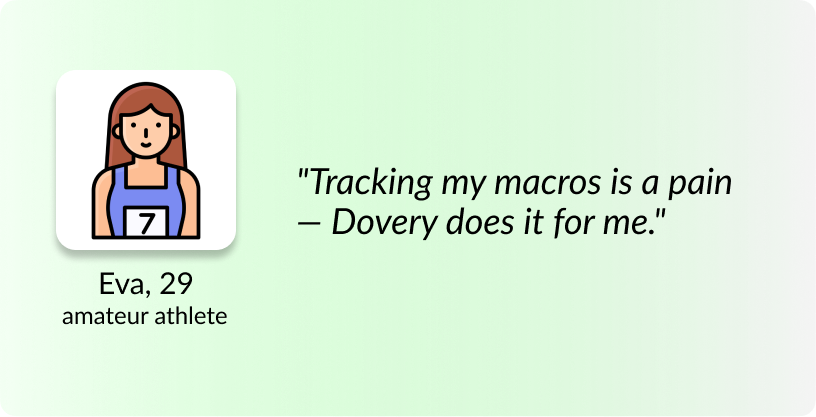 7
Eva, 29
amateur athlete
"Tracking my macros is a pain
— Dovery does it for me."